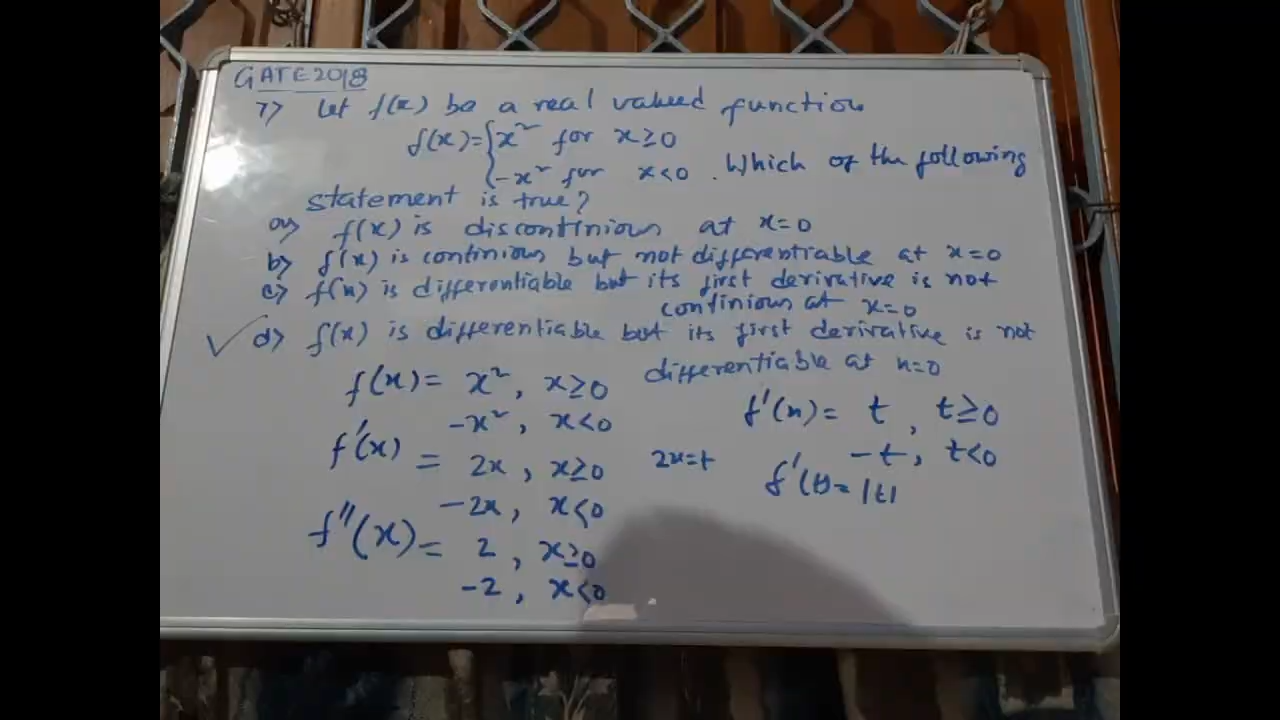 GATE 2018
7) Let f(x) be a real valued function
f(x)= { x² for x≥0
-x² for x<0 . Which of the following
statement is true?
a) f(x) is discontinious at x=0
b) f(x) is continious but not differentiable at x=0
c) f(x) is differentiable but its first derivative is not
continious at x=0
d) f(x) is differentiable but its first derivative is not
differentiable at x=0
f(x) = x², x≥0
-x², x<0
f'(x) = 2x, x≥0
-2x, x<0
f''(x) = 2, x≥0
-2, x<0
2x=t
f'(x) = t, t≥0
-t, t<0
f'(t) = |t|